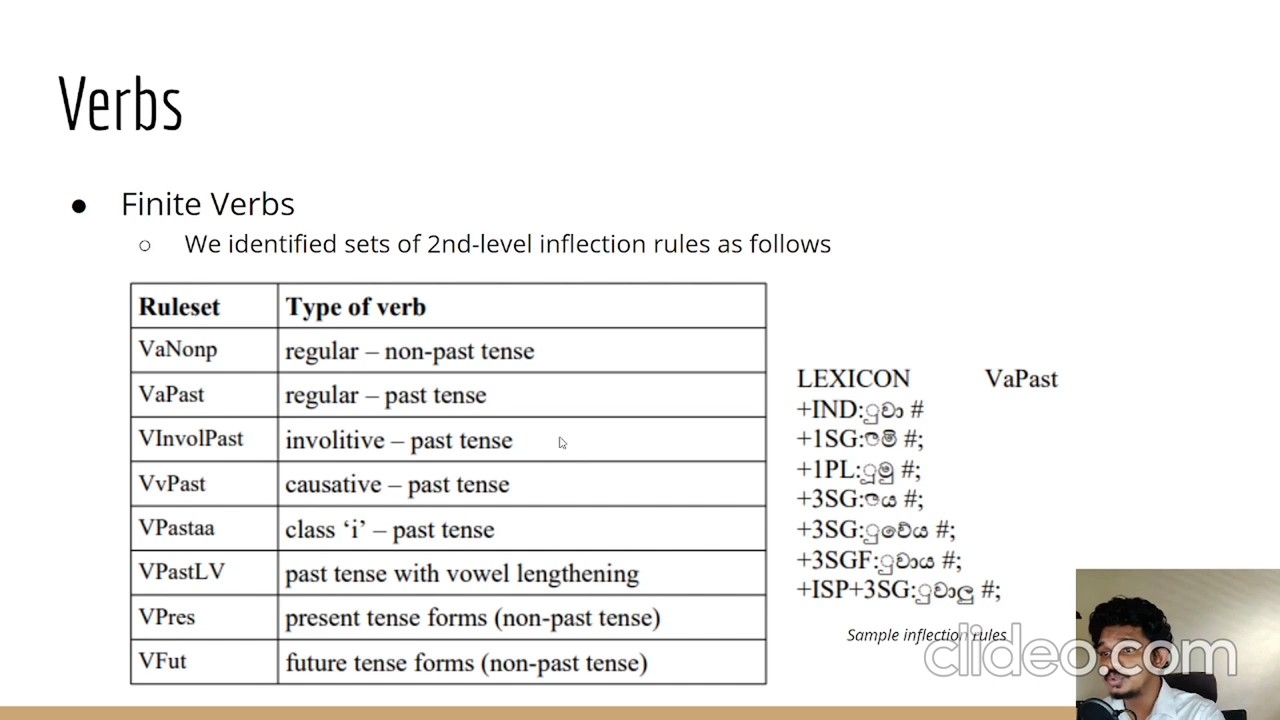 Verbs
● Finite Verbs
○ We identified sets of 2nd-level inflection rules as follows
Ruleset Type of verb
VaNonp regular – non-past tense
VaPast regular – past tense
VInvolPast involitive – past tense
VvPast causative – past tense
VPastaa class ‘i’ – past tense
VPastLV past tense with vowel lengthening
VPres present tense forms (non-past tense)
VFut future tense forms (non-past tense)
LEXICON VaPast
+IND:ුවා #
+1SG:ීමි #;
+1PL:ූමු #;
+3SG:ීය #;
+3SG:ුවේය #;
+3SGF:ුවාය #;
+ISP+3SG:ුවාලු #;
Sample inflection rules
clideo.com